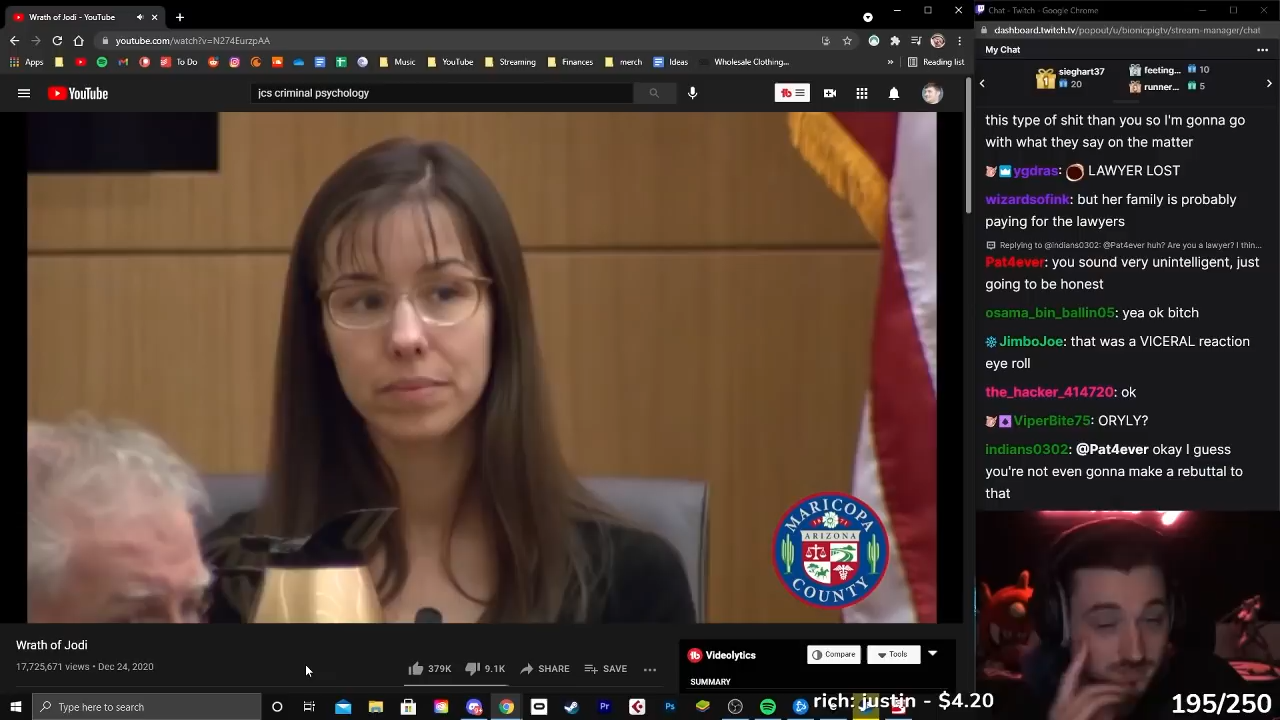 Wrath of Jodi - YouTube
Chat - Twitch - Google Chrome
youtube.com/watch?v=N274EurzpAA
dashboard.twitch.tv/popout/u/bionicpigtv/stream-manager/chat
Apps
To Do
Music
YouTube
Streaming
Finances
merch
Ideas
Wholesale Clothing...
Reading list
My Chat
YouTube
jcs criminal psychology
sieghart37
20
feeting...
10
runner...
5
this type of shit than you so I'm gonna go
with what they say on the matter
ygdras: LAWYER LOST
wizardsofink: but her family is probably
paying for the lawyers
Replying to @indians0302: @Pat4ever huh? Are you a lawyer? I thin...
Pat4ever: you sound very unintelligent, just
going to be honest
osama_bin_ballin05: yea ok bitch
JimboJoe: that was a VICERAL reaction
eye roll
the_hacker_414720: ok
ViperBite75: ORYLY?
indians0302: @Pat4ever okay I guess
you're not even gonna make a rebuttal to
that
MARICOPA
ARIZONA
COUNTY
Wrath of Jodi
17,725,671 views • Dec 24, 2020
379K
9.1K
SHARE
SAVE
Videolytics
Compare
Tools
SUMMARY
Type here to search
rich: justin - $4.20
195/250